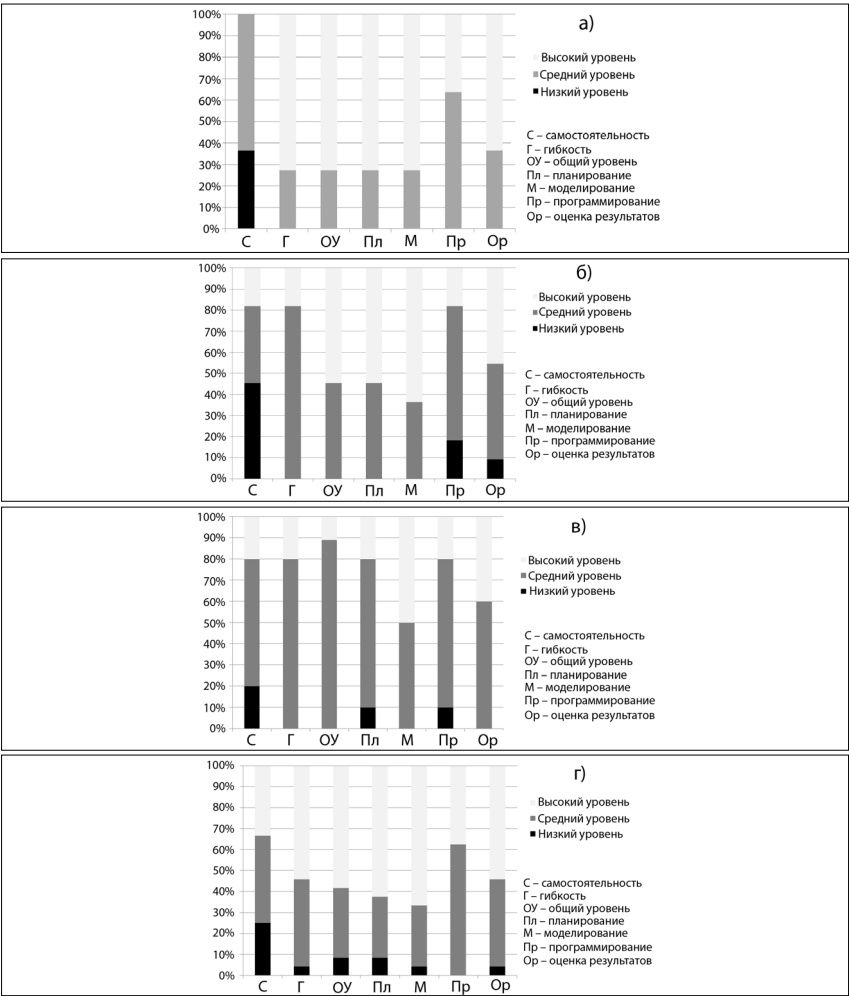 а)
100%
90%
80%
70%
60%
50%
40%
30%
20%
10%
0%
С Г ОУ Пл М Пр Ор
Высокий уровень
Средний уровень
Низкий уровень
С – самостоятельность
Г – гибкость
ОУ – общий уровень
Пл – планирование
М – моделирование
Пр – программирование
Ор – оценка результатов
б)
100%
90%
80%
70%
60%
50%
40%
30%
20%
10%
0%
С Г ОУ Пл М Пр Ор
Высокий уровень
Средний уровень
Низкий уровень
С – самостоятельность
Г – гибкость
ОУ – общий уровень
Пл – планирование
М – моделирование
Пр – программирование
Ор – оценка результатов
в)
100%
90%
80%
70%
60%
50%
40%
30%
20%
10%
0%
С Г ОУ Пл М Пр Ор
Высокий уровень
Средний уровень
Низкий уровень
С – самостоятельность
Г – гибкость
ОУ – общий уровень
Пл – планирование
М – моделирование
Пр – программирование
Ор – оценка результатов
г)
100%
90%
80%
70%
60%
50%
40%
30%
20%
10%
0%
С Г ОУ Пл М Пр Ор
Высокий уровень
Средний уровень
Низкий уровень
С – самостоятельность
Г – гибкость
ОУ – общий уровень
Пл – планирование
М – моделирование
Пр – программирование
Ор – оценка результатов